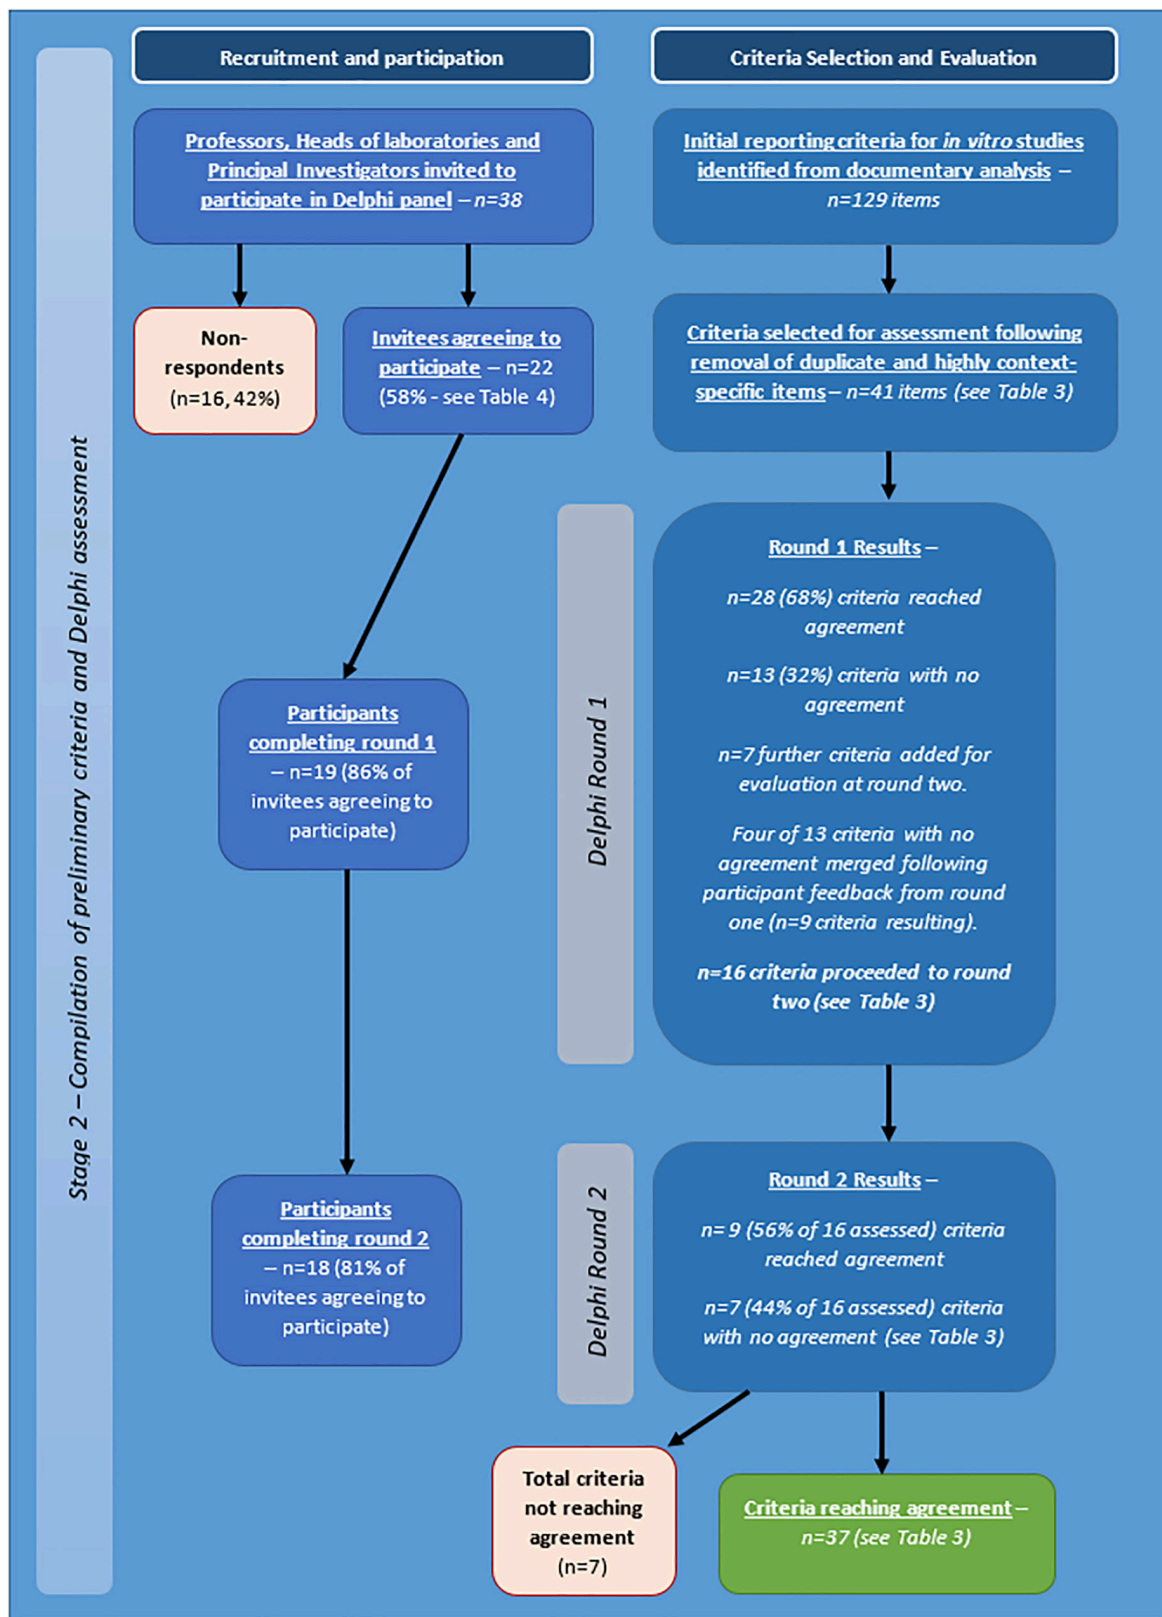 Recruitment and participation
Criteria Selection and Evaluation
Professors, Heads of laboratories and
Principal Investigators invited to
participate in Delphi panel – n=38
Initial reporting criteria for in vitro studies
identified from documentary analysis –
n=129 items
Non-
respondents
(n=16, 42%)
Invitees agreeing to
participate – n=22
(58% - see Table 4)
Criteria selected for assessment following
removal of duplicate and highly context-
specific items – n=41 items (see Table 3)
Stage 2 – Compilation of preliminary criteria and Delphi assessment
Participants
completing round 1
– n=19 (86% of
invitees agreeing to
participate)
Delphi Round 1
Round 1 Results –
n=28 (68%) criteria reached
agreement
n=13 (32%) criteria with no
agreement
n=7 further criteria added for
evaluation at round two.
Four of 13 criteria with no
agreement merged following
participant feedback from round
one (n=9 criteria resulting).
n=16 criteria proceeded to round
two (see Table 3)
Participants
completing round 2
– n=18 (81% of
invitees agreeing to
participate)
Delphi Round 2
Round 2 Results –
n= 9 (56% of 16 assessed) criteria
reached agreement
n=7 (44% of 16 assessed) criteria
with no agreement (see Table 3)
Total criteria
not reaching
agreement
(n=7)
Criteria reaching agreement –
n=37 (see Table 3)